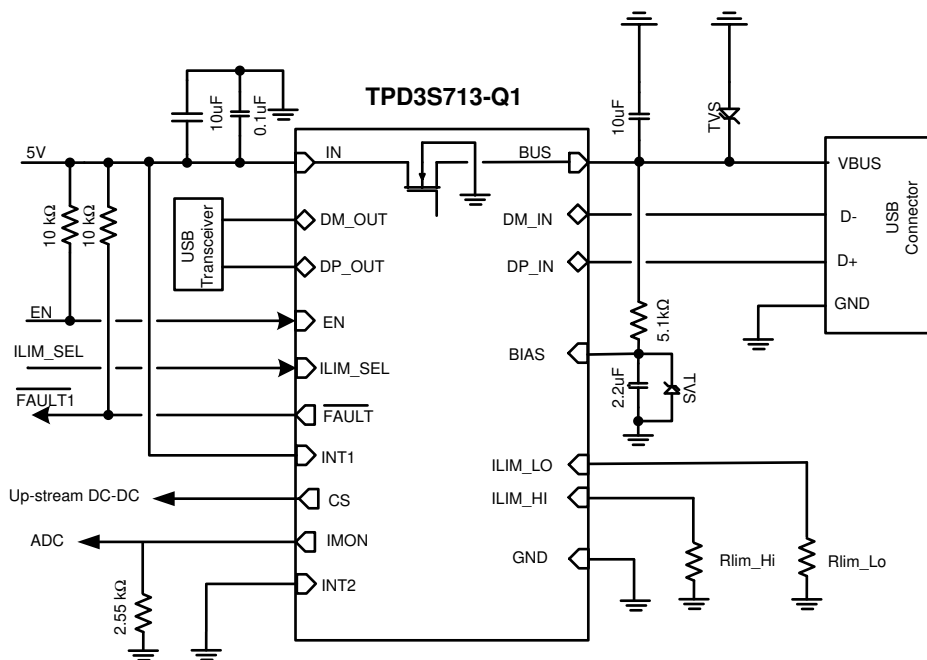 TPD3S713-Q1
10uF
0.1uF
10uF
TVS
5V
IN
BUS
VBUS
10 kΩ
10 kΩ
USB
Transceiver
DM_OUT
DM_IN
D-
USB
Connector
DP_OUT
DP_IN
D+
GND
EN
EN
5.1kΩ
ILIM_SEL
ILIM_SEL
BIAS
2.2uF
TVS
FAULT1
FAULT
INT1
ILIM_LO
Up-stream DC-DC
CS
ILIM_HI
ADC
IMON
GND
Rlim_Hi
Rlim_Lo
2.55 kΩ
INT2